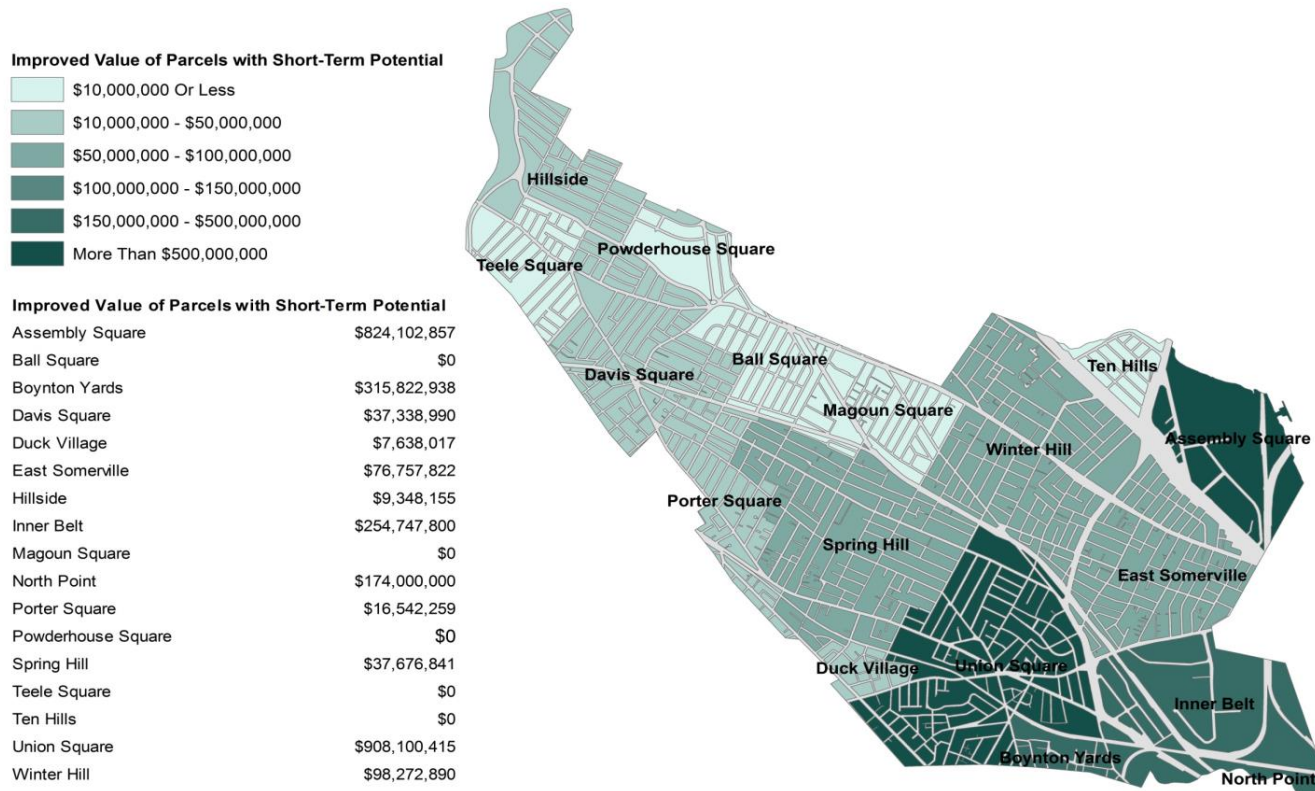 Improved Value of Parcels with Short-Term Potential
$10,000,000 Or Less
$10,000,000 - $50,000,000
$50,000,000 - $100,000,000
$100,000,000 - $150,000,000
$150,000,000 - $500,000,000
More Than $500,000,000
Improved Value of Parcels with Short-Term Potential
Assembly Square $824,102,857
Ball Square $0
Boynton Yards $315,822,938
Davis Square $37,338,990
Duck Village $7,638,017
East Somerville $76,757,822
Hillside $9,348,155
Inner Belt $254,747,800
Magoun Square $0
North Point $174,000,000
Porter Square $16,542,259
Powderhouse Square $0
Spring Hill $37,676,841
Teele Square $0
Ten Hills $0
Union Square $908,100,415
Winter Hill $98,272,890
Hillside
Powderhouse Square
Teele Square
Ball Square
Ten Hills
Davis Square
Magoun Square
Assembly Square
Winter Hill
Porter Square
Spring Hill
East Somerville
Duck Village
Union Square
Inner Belt
Boynton Yards
North Point